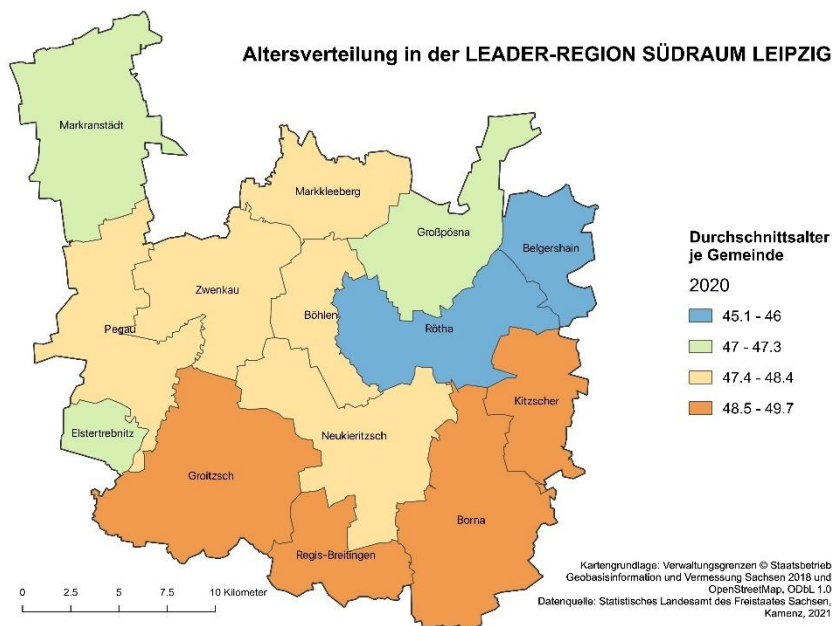 Altersverteilung in der LEADER-REGION SÜDRAUM LEIPZIG
Markranstädt
Markkleeberg
Großpösna
Belgershain
Zwenkau
Pegau
Böhlen
Rötha
Kitzscher
Elstertrebnitz
Neukieritzsch
Groitzsch
Borna
Regis-Breitingen
Durchschnittsalter
je Gemeinde
2020
45.1 - 46
47 - 47.3
47.4 - 48.4
48.5 - 49.7
0 2.5 5 7.5 10 Kilometer
Kartengrundlage: Verwaltungsgrenzen © Staatsbetrieb
Geobasisinformation und Vermessung Sachsen 2018 und
OpenStreetMap, ODbL 1.0
Datenquelle: Statistisches Landesamt des Freistaates Sachsen,
Kamenz, 2021